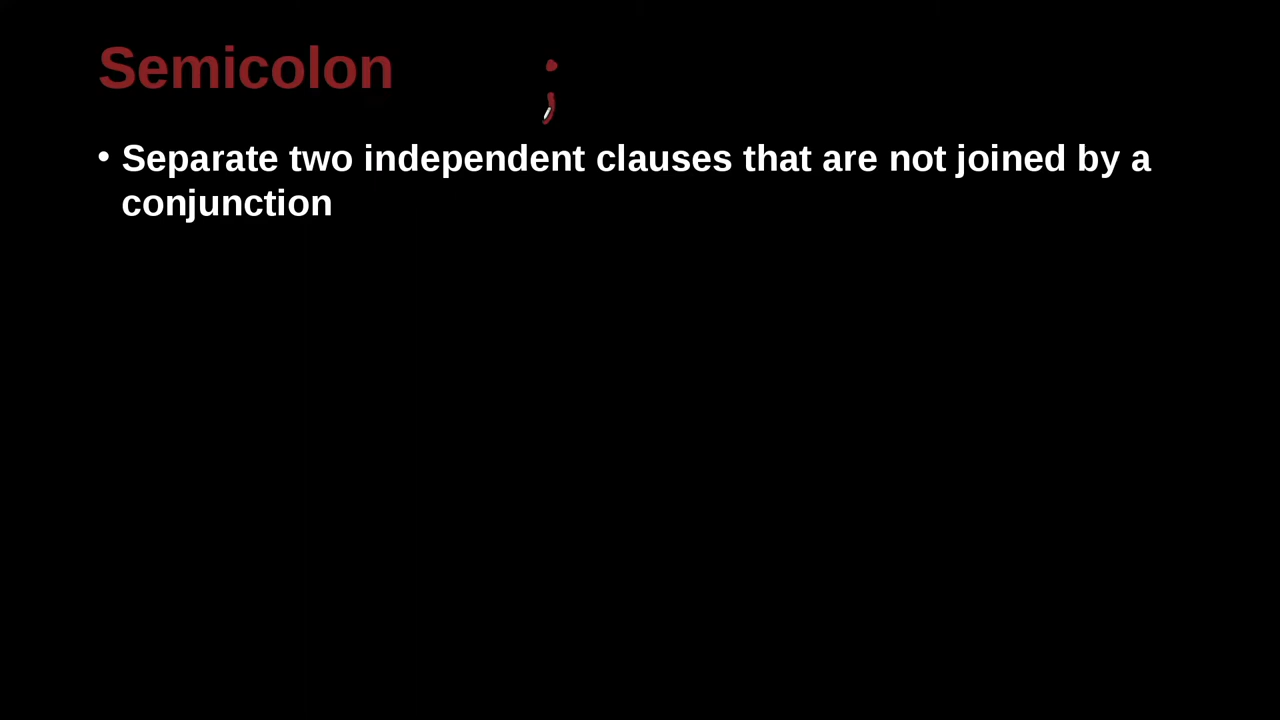 Semicolon ;
• Separate two independent clauses that are not joined by a
conjunction